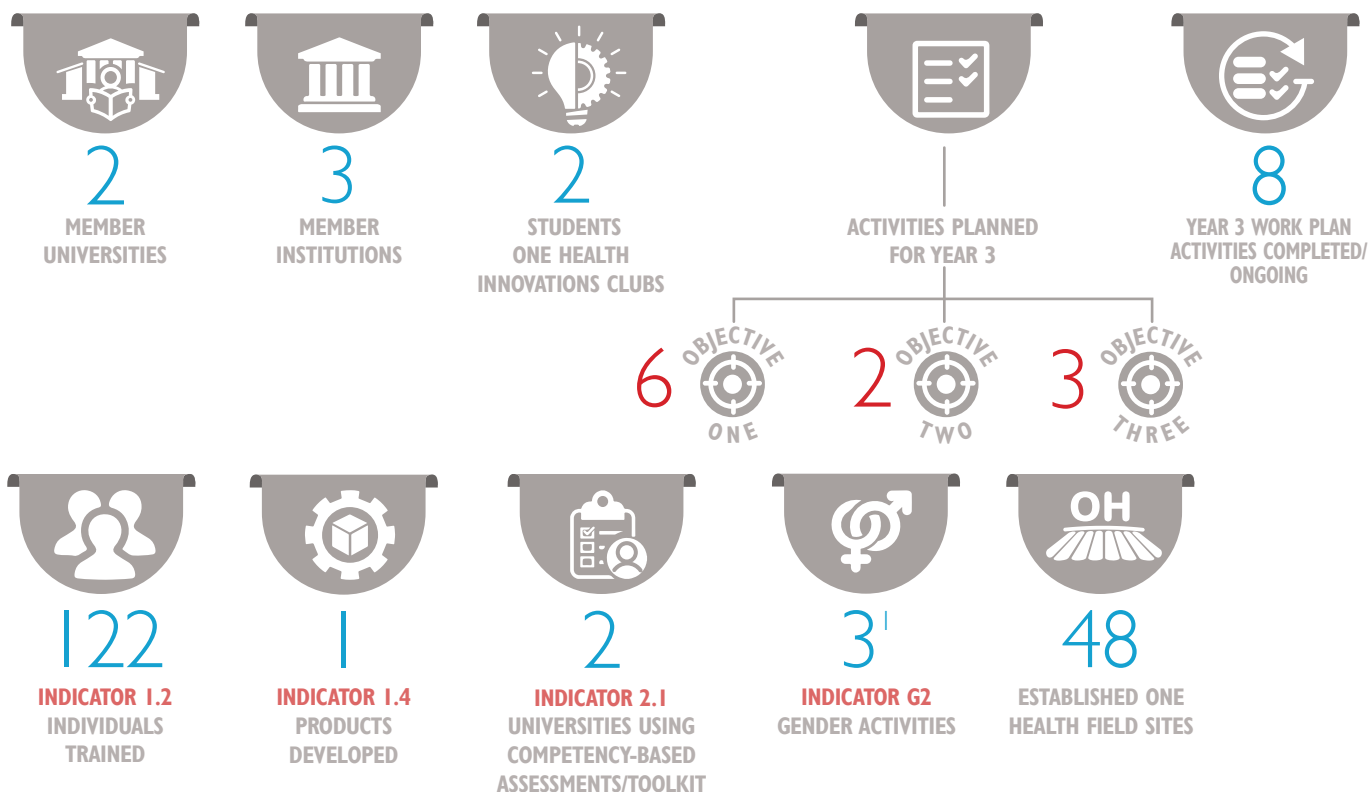 2
MEMBER
UNIVERSITIES
3
MEMBER
INSTITUTIONS
2
STUDENTS
ONE HEALTH
INNOVATIONS CLUBS
ACTIVITIES PLANNED
FOR YEAR 3
6
OBJECTIVE
ONE
2
OBJECTIVE
TWO
3
OBJECTIVE
THREE
8
YEAR 3 WORK PLAN
ACTIVITIES COMPLETED/
ONGOING
122
INDICATOR 1.2
INDIVIDUALS
TRAINED
1
INDICATOR 1.4
PRODUCTS
DEVELOPED
2
INDICATOR 2.1
UNIVERSITIES USING
COMPETENCY-BASED
ASSESSMENTS/TOOLKIT
3¹
INDICATOR G2
GENDER ACTIVITIES
OH
48
ESTABLISHED ONE
HEALTH FIELD SITES